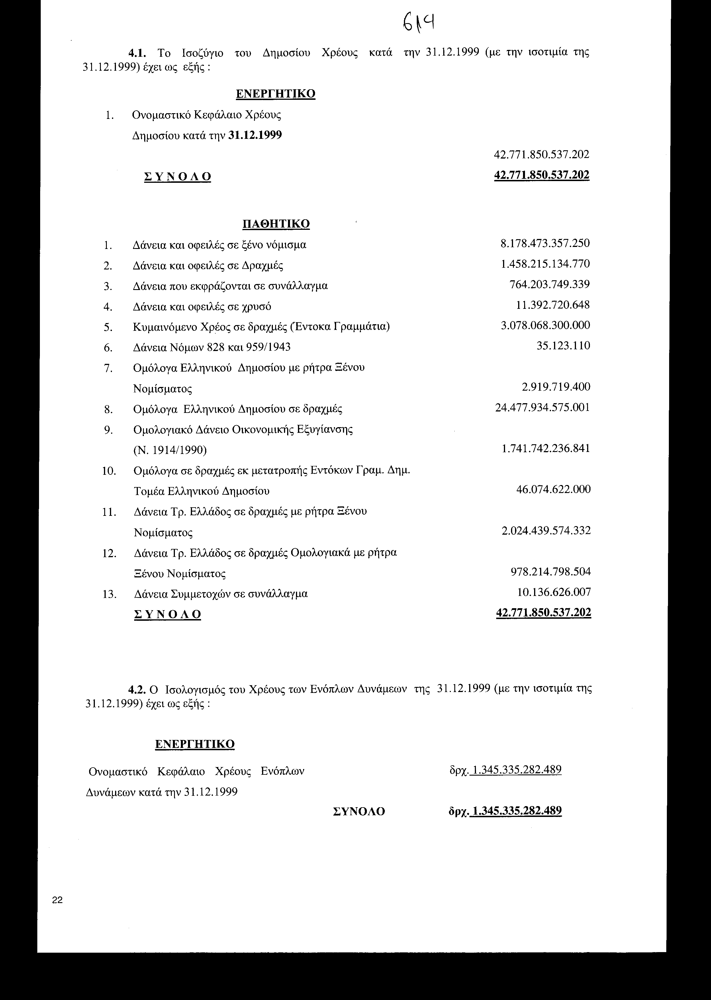 614
4.1. Το Ισοζύγιο του Δημοσίου Χρέους κατά την 31.12.1999 (με την ισοτιμία της
31.12.1999) έχει ως εξής :
ΕΝΕΡΓΗΤΙΚΟ
1. Ονομαστικό Κεφάλαιο Χρέους
Δημοσίου κατά την 31.12.1999
42.771.850.537.202
Σ Υ Ν Ο Λ Ο 42.771.850.537.202
ΠΑΘΗΤΙΚΟ
1. Δάνεια και οφειλές σε ξένο νόμισμα 8.178.473.357.250
2. Δάνεια και οφειλές σε Δραχμές 1.458.215.134.770
3. Δάνεια που εκφράζονται σε συνάλλαγμα 764.203.749.339
4. Δάνεια και οφειλές σε χρυσό 11.392.720.648
5. Κυμαινόμενο Χρέος σε δραχμές (Έντοκα Γραμμάτια) 3.078.068.300.000
6. Δάνεια Νόμων 828 και 959/1943 35.123.110
7. Ομόλογα Ελληνικού Δημοσίου με ρήτρα Ξένου
Νομίσματος 2.919.719.400
8. Ομόλογα Ελληνικού Δημοσίου σε δραχμές 24.477.934.575.001
9. Ομολογιακό Δάνειο Οικονομικής Εξυγίανσης
(Ν. 1914/1990) 1.741.742.236.841
10. Ομόλογα σε δραχμές εκ μετατροπής Εντόκων Γραμ. Δημ.
Τομέα Ελληνικού Δημοσίου 46.074.622.000
11. Δάνεια Τρ. Ελλάδος σε δραχμές με ρήτρα Ξένου
Νομίσματος 2.024.439.574.332
12. Δάνεια Τρ. Ελλάδος σε δραχμές Ομολογιακά με ρήτρα
Ξένου Νομίσματος 978.214.798.504
13. Δάνεια Συμμετοχών σε συνάλλαγμα 10.136.626.007
Σ Υ Ν Ο Λ Ο 42.771.850.537.202
4.2. Ο Ισολογισμός του Χρέους των Ενόπλων Δυνάμεων της 31.12.1999 (με την ισοτιμία της
31.12.1999) έχει ως εξής :
ΕΝΕΡΓΗΤΙΚΟ
Ονομαστικό Κεφάλαιο Χρέους Ενόπλων δρχ. 1.345.335.282.489
Δυνάμεων κατά την 31.12.1999
ΣΥΝΟΛΟ δρχ. 1.345.335.282.489
22